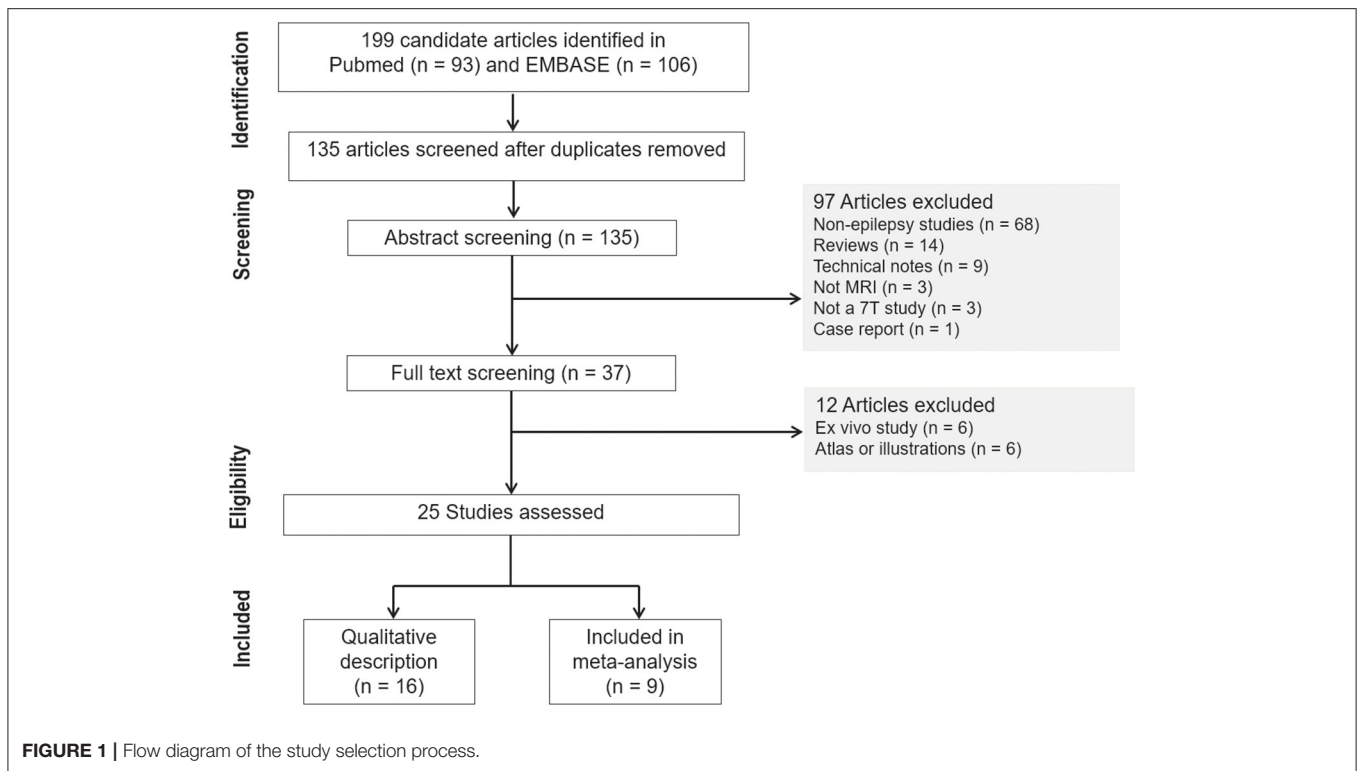 Identification
199 candidate articles identified in
Pubmed (n = 93) and EMBASE (n = 106)
135 articles screened after duplicates removed
Screening
Abstract screening (n = 135)
97 Articles excluded
Non-epilepsy studies (n = 68)
Reviews (n = 14)
Technical notes (n = 9)
Not MRI (n = 3)
Not a 7T study (n = 3)
Case report (n = 1)
Full text screening (n = 37)
12 Articles excluded
Ex vivo study (n = 6)
Atlas or illustrations (n = 6)
Eligibility
25 Studies assessed
Included
Qualitative
description
(n = 16)
Included in
meta-analysis
(n = 9)
FIGURE 1 | Flow diagram of the study selection process.